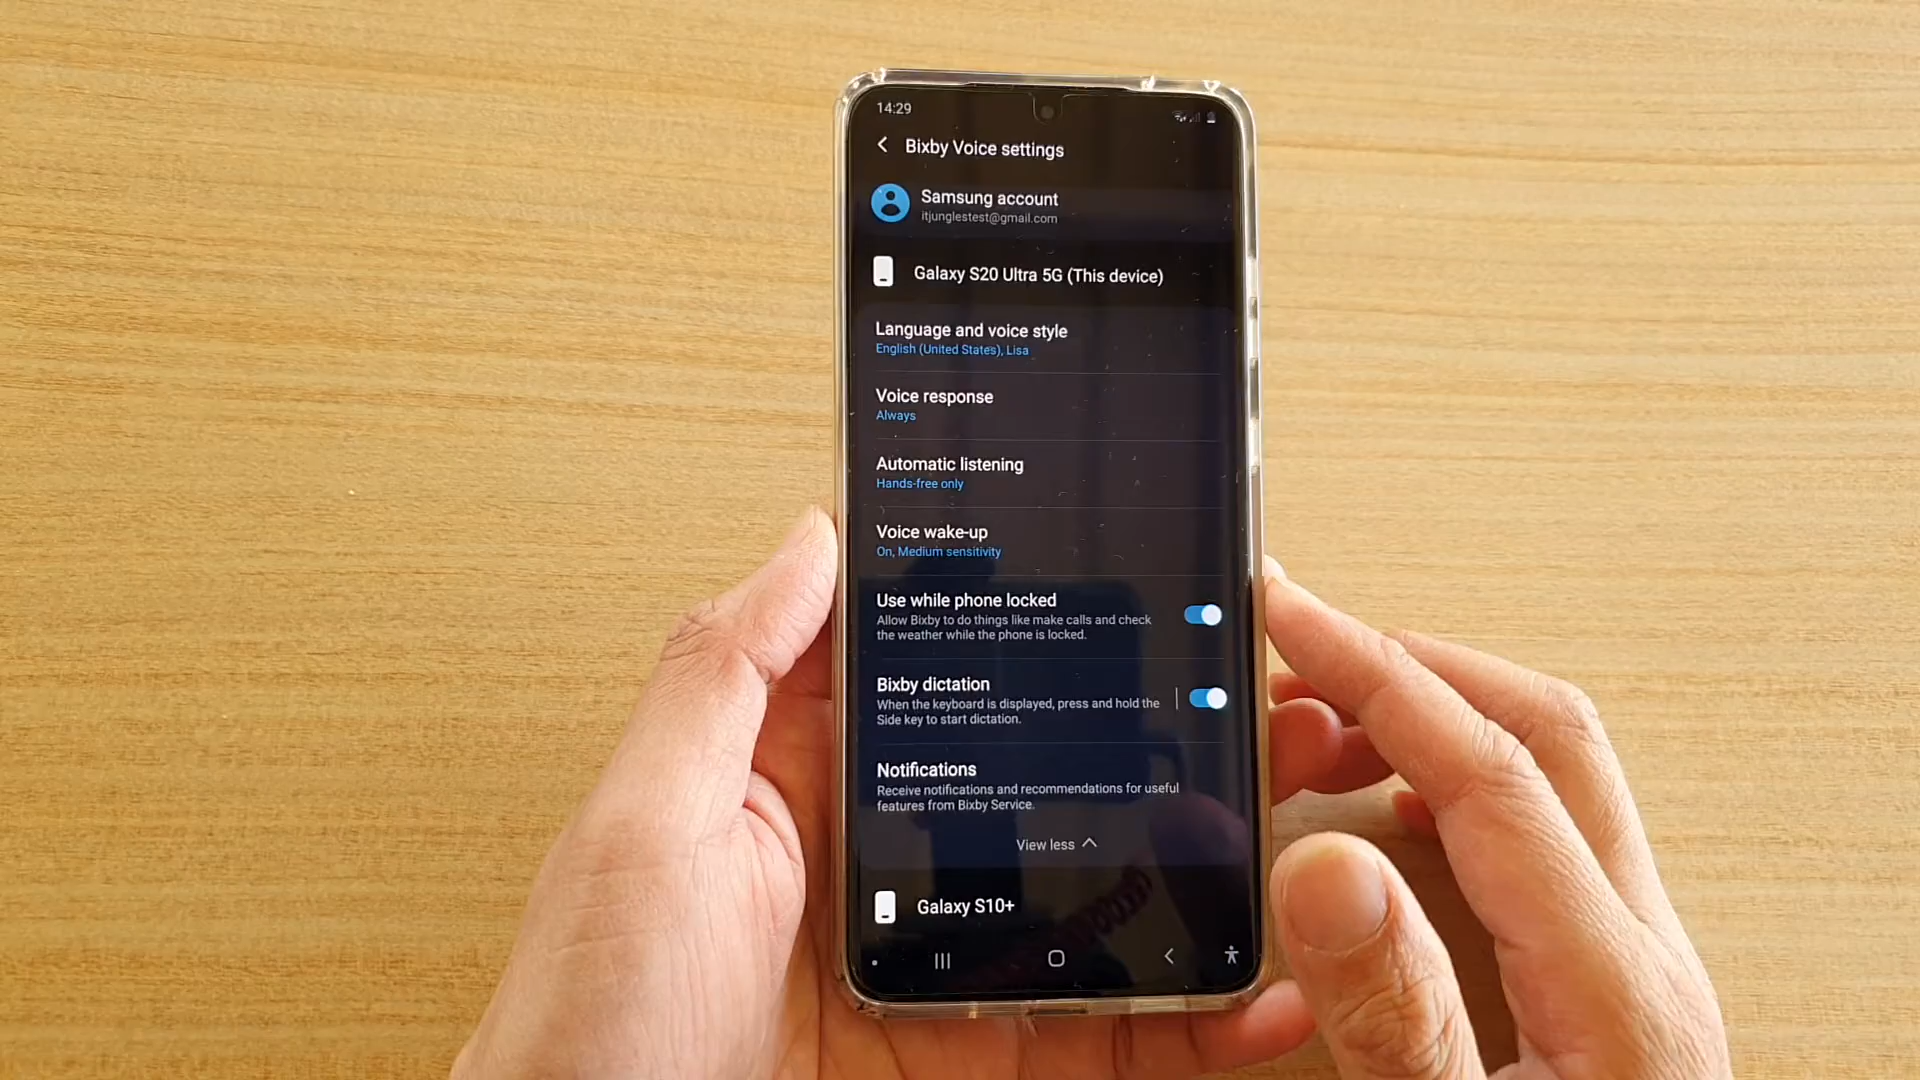 14:29
Bixby Voice settings
Samsung account
itjunglestest@gmail.com
Galaxy S20 Ultra 5G (This device)
Language and voice style
English (United States), Lisa
Voice response
Always
Automatic listening
Hands-free only
Voice wake-up
On, Medium sensitivity
Use while phone locked
Allow Bixby to do things like make calls and check
the weather while the phone is locked.
Bixby dictation
When the keyboard is displayed, press and hold the
Side key to start dictation.
Notifications
Receive notifications and recommendations for useful
features from Bixby Service.
View less
Galaxy S10+